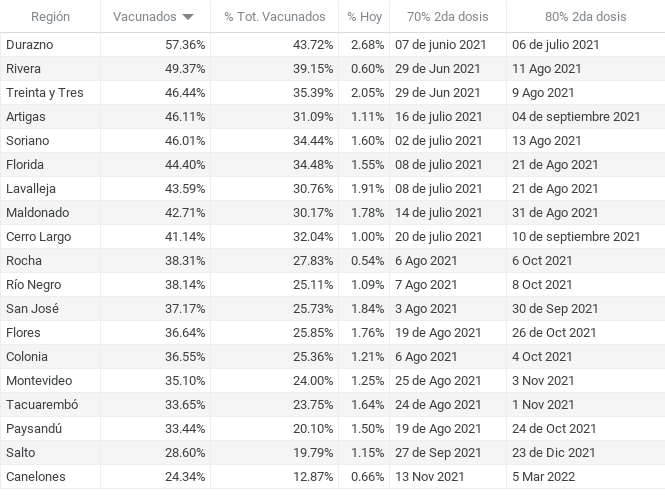 Región Vacunados % Tot. Vacunados % Hoy 70% 2da dosis 80% 2da dosis
Durazno 57.36% 43.72% 2.68% 07 de junio 2021 06 de julio 2021
Rivera 49.37% 39.15% 0.60% 29 de Jun 2021 11 Ago 2021
Treinta y Tres 46.44% 35.39% 2.05% 29 de Jun 2021 9 Ago 2021
Artigas 46.11% 31.09% 1.11% 16 de julio 2021 04 de septiembre 2021
Soriano 46.01% 34.44% 1.60% 02 de julio 2021 13 Ago 2021
Florida 44.40% 34.48% 1.55% 08 de julio 2021 21 de Ago 2021
Lavalleja 43.59% 30.76% 1.91% 08 de julio 2021 21 de Ago 2021
Maldonado 42.71% 30.17% 1.78% 14 de julio 2021 31 de Ago 2021
Cerro Largo 41.14% 32.04% 1.00% 20 de julio 2021 10 de septiembre 2021
Rocha 38.31% 27.83% 0.54% 6 Ago 2021 6 Oct 2021
Río Negro 38.14% 25.11% 1.09% 7 Ago 2021 8 Oct 2021
San José 37.17% 25.73% 1.84% 3 Ago 2021 30 de Sep 2021
Flores 36.64% 25.85% 1.76% 19 de Ago 2021 26 de Oct 2021
Colonia 36.55% 25.36% 1.21% 6 Ago 2021 4 Oct 2021
Montevideo 35.10% 24.00% 1.25% 25 de Ago 2021 3 Nov 2021
Tacuarembó 33.65% 23.75% 1.64% 24 de Ago 2021 1 Nov 2021
Paysandú 33.44% 20.10% 1.50% 19 de Ago 2021 24 de Oct 2021
Salto 28.60% 19.79% 1.15% 27 de Sep 2021 23 de Dic 2021
Canelones 24.34% 12.87% 0.66% 13 Nov 2021 5 Mar 2022